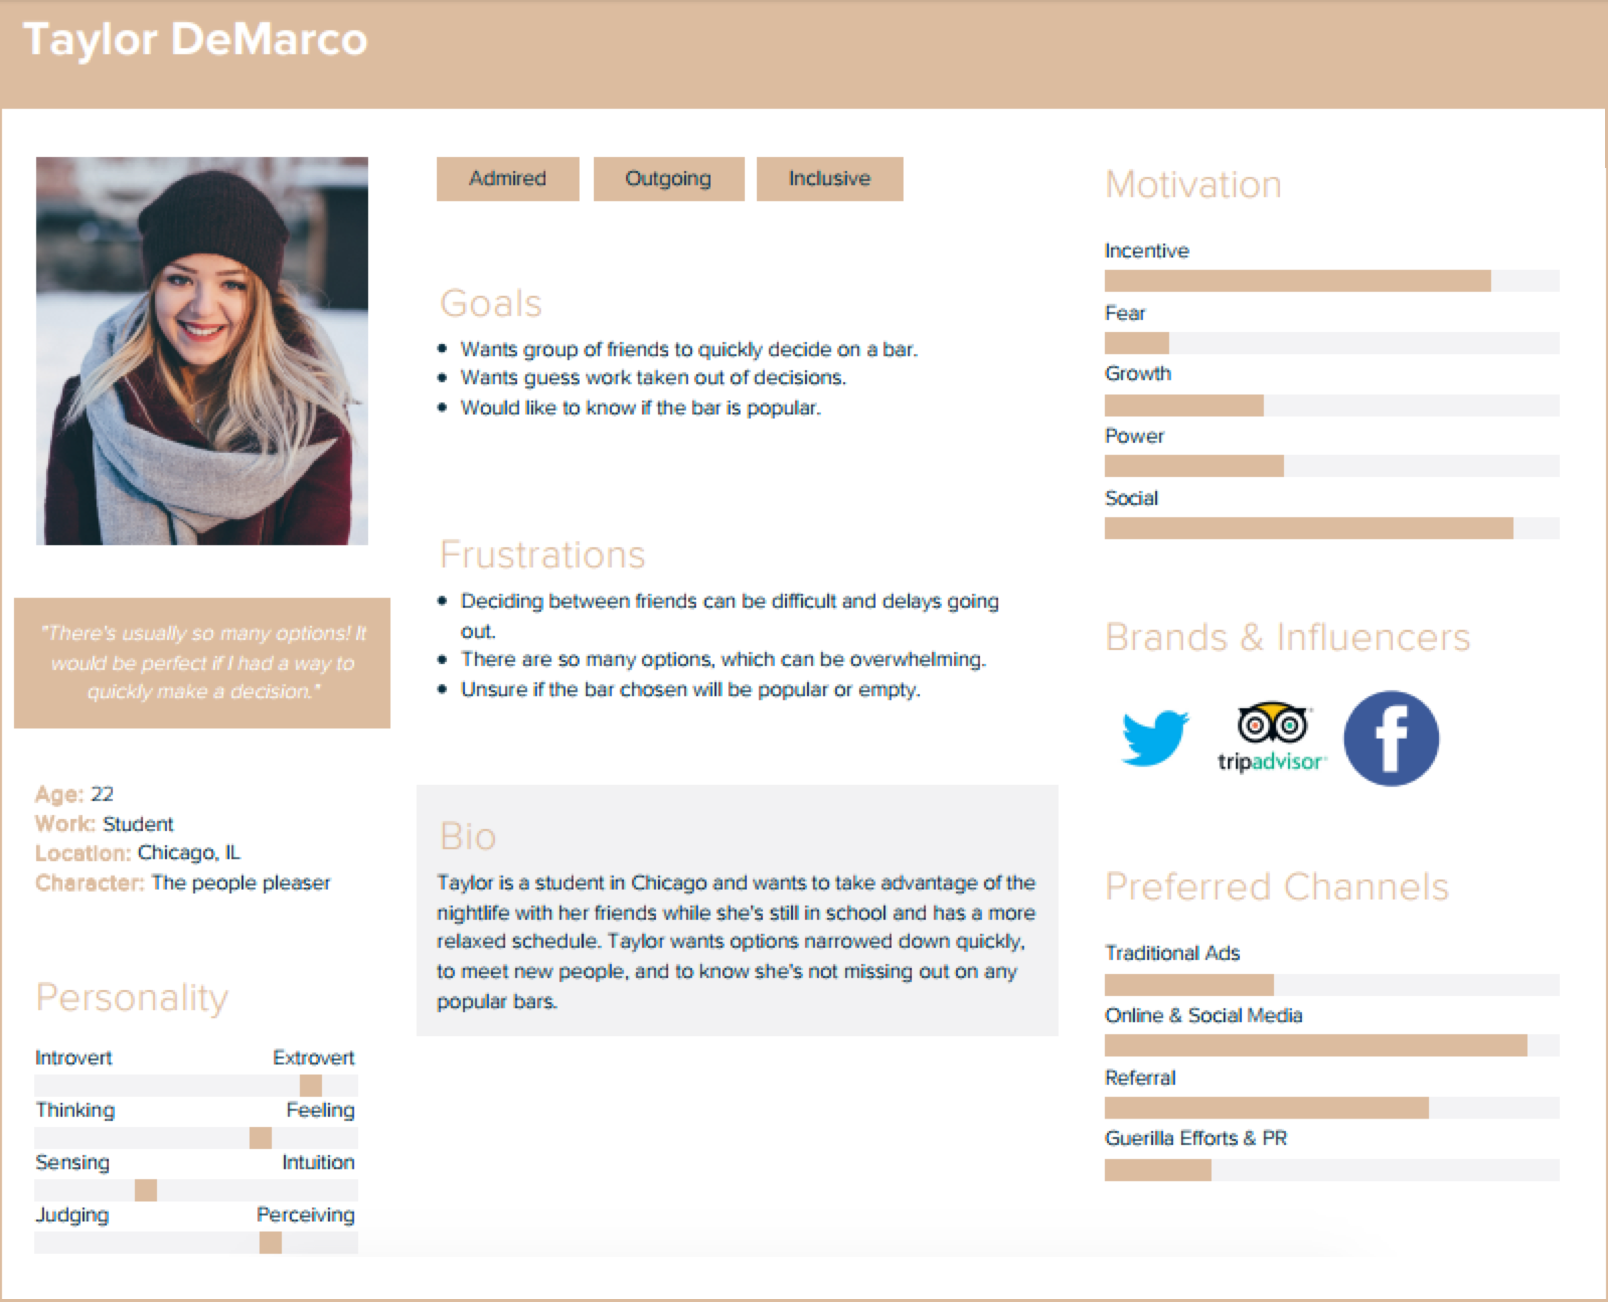 Taylor DeMarco
"There's usually so many options! It
would be perfect if I had a way to
quickly make a decision."
Age: 22
Work: Student
Location: Chicago, IL
Character: The people pleaser
Personality
Introvert Extrovert
Thinking Feeling
Sensing Intuition
Judging Perceiving
Admired Outgoing Inclusive
Goals
• Wants group of friends to quickly decide on a bar.
• Wants guess work taken out of decisions.
• Would like to know if the bar is popular.
Frustrations
• Deciding between friends can be difficult and delays going
out.
• There are so many options, which can be overwhelming.
• Unsure if the bar chosen will be popular or empty.
Bio
Taylor is a student in Chicago and wants to take advantage of the
nightlife with her friends while she's still in school and has a more
relaxed schedule. Taylor wants options narrowed down quickly,
to meet new people, and to know she's not missing out on any
popular bars.
Motivation
Incentive
Fear
Growth
Power
Social
Brands & Influencers
tripadvisor
f
Preferred Channels
Traditional Ads
Online & Social Media
Referral
Guerilla Efforts & PR